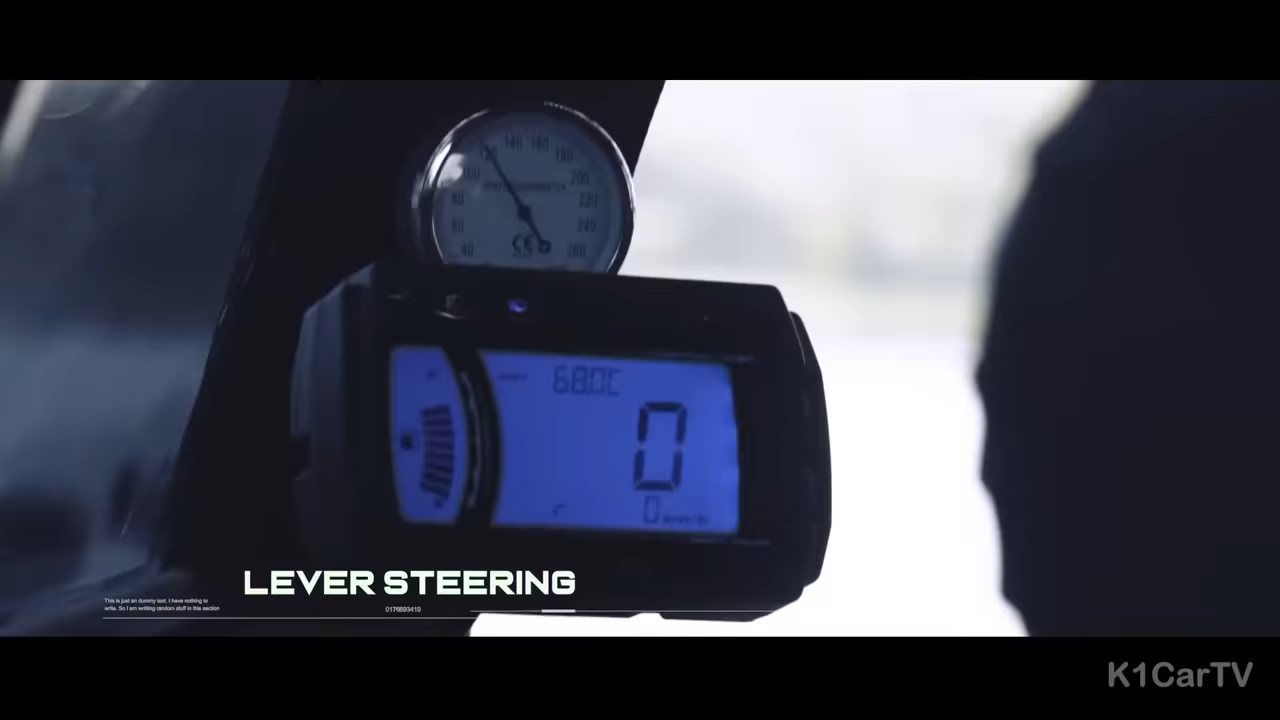 140 160
120 180
100 200
80 220
60 240
40 260
CE
68.0C
0
0
LEVER STEERING
This is just an dummy text. I have nothing to
write. So I am writting random stuff in this section
0176693410
K1CarTV